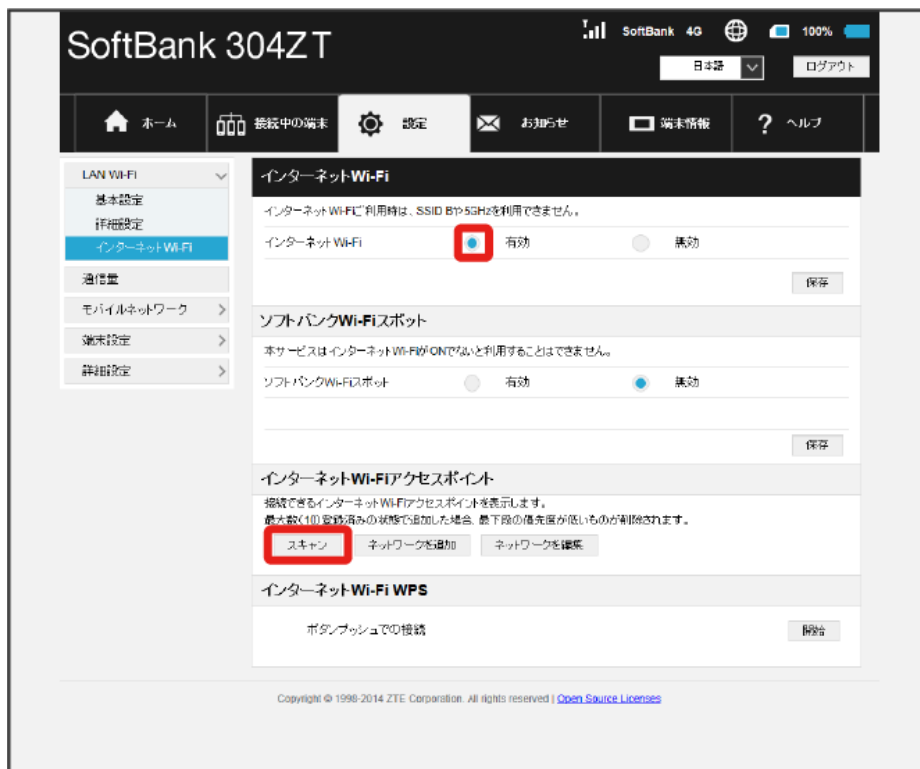 SoftBank 304ZT
SoftBank 4G 100%
日本語 ログアウト
ホーム 接続中の端末 設定 お知らせ 端末情報 ? ヘルプ
LAN Wi-Fi
基本設定
詳細設定
インターネットWi-Fi
通信量
モバイルネットワーク
端末設定
詳細設定
インターネットWi-Fi
インターネットWi-Fiご利用時は、SSID Bや5GHzを利用できません。
インターネットWi-Fi 有効 無効
保存
ソフトバンクWi-Fiスポット
本サービスはインターネットWi-FiがONでないと利用することはできません。
ソフトバンクWi-Fiスポット 有効 無効
保存
インターネットWi-Fiアクセスポイント
接続できるインターネットWi-Fiアクセスポイントを表示します。
最大数(10)登録済みの状態で追加した場合、最下段の優先度が低いものが削除されます。
スキャン ネットワークを追加 ネットワークを編集
インターネットWi-Fi WPS
ボタンプッシュでの接続 開始
Copyright © 1998-2014 ZTE Corporation. All rights reserved | Open Source Licenses